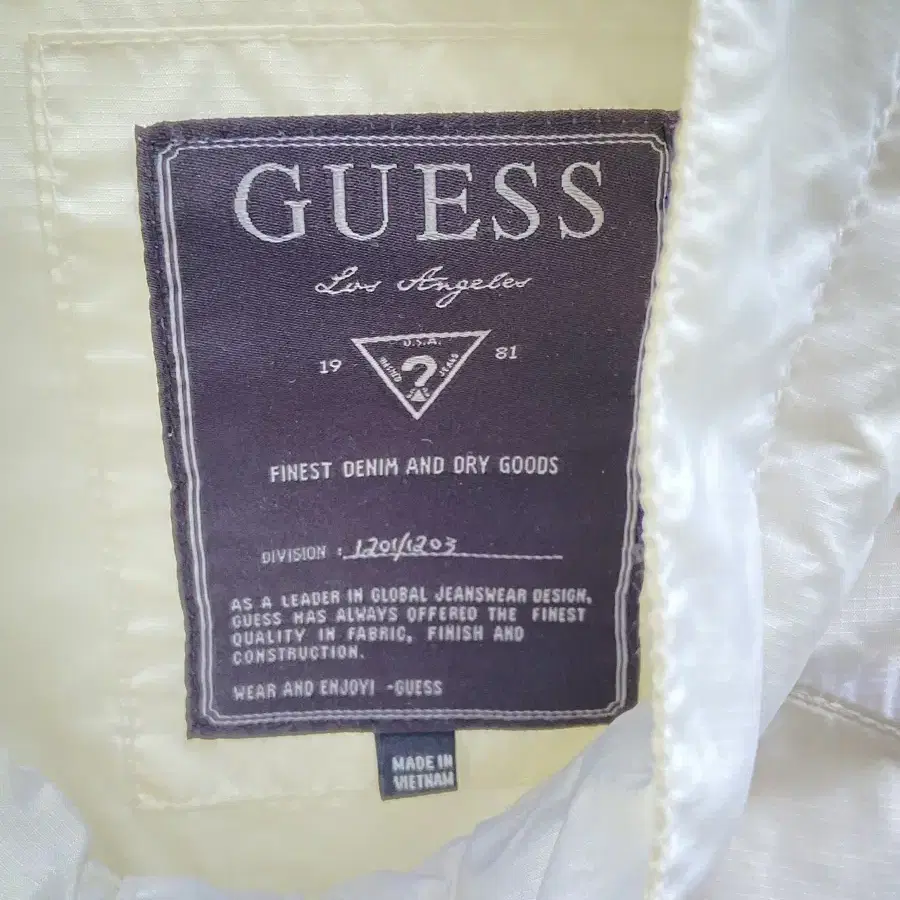 GUESS
Los Angeles
19 81
U.S.A.
?
FINEST DENIM AND DRY GOODS
DIVISION : 1201/1203
AS A LEADER IN GLOBAL JEANSWEAR DESIGN,
GUESS HAS ALWAYS OFFERED THE FINEST
QUALITY IN FABRIC, FINISH AND
CONSTRUCTION.
WEAR AND ENJOY! -GUESS
MADE IN
VIETNAM